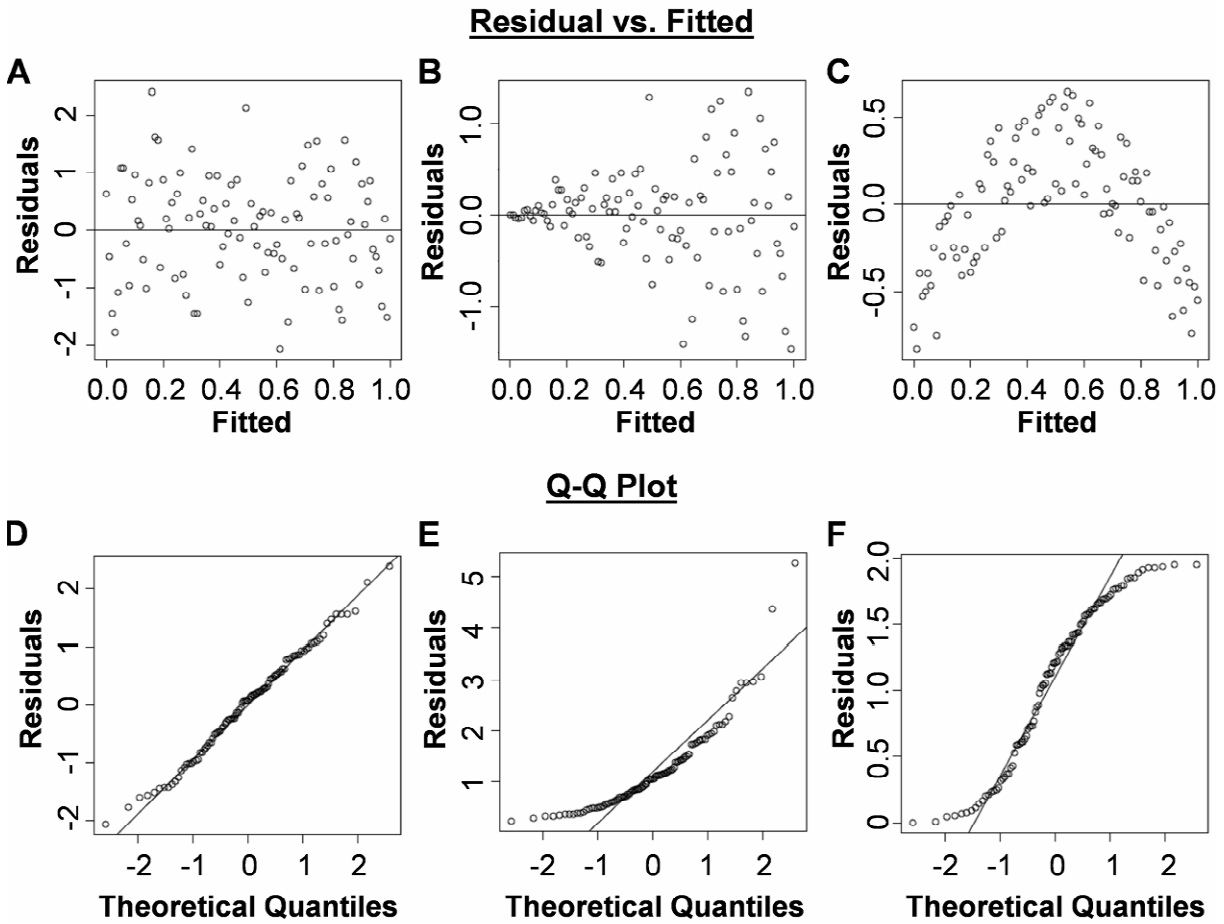 Residual vs. Fitted
A
B
C
Residuals
2
1
0
-1
-2
0.0 0.2 0.4 0.6 0.8 1.0
Fitted
Residuals
1.0
0.0
-1.0
0.0 0.2 0.4 0.6 0.8 1.0
Fitted
Residuals
0.5
0.0
-0.5
0.0 0.2 0.4 0.6 0.8 1.0
Fitted
Q-Q Plot
D
E
F
Residuals
2
1
0
-1
-2
-2 -1 0 1 2
Theoretical Quantiles
Residuals
5
4
3
2
1
-2 -1 0 1 2
Theoretical Quantiles
Residuals
2.0
1.5
1.0
0.5
0
-2 -1 0 1 2
Theoretical Quantiles